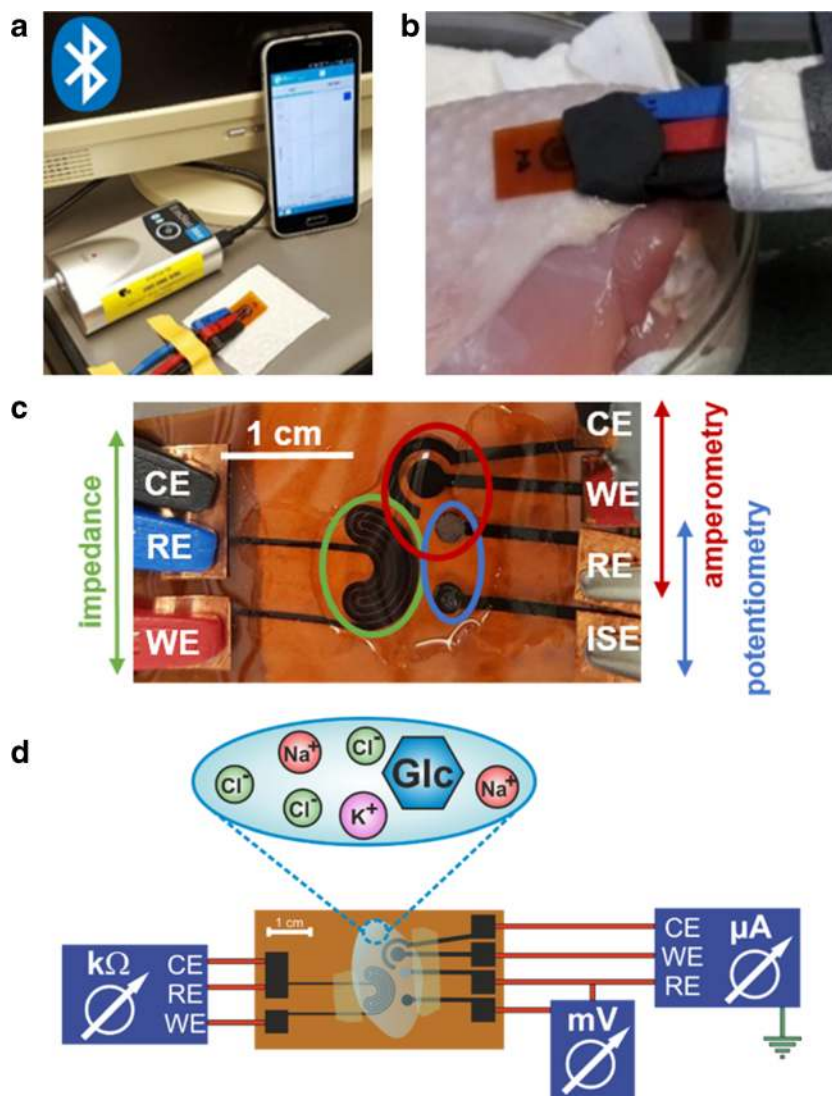 a
b
c
1 cm
CE
RE
WE
impedance
CE
WE
RE
ISE
amperometry
potentiometry
d
Cl-
Na+
Cl-
Cl-
K+
Glc
Na+
1 cm
kΩ
CE
RE
WE
CE
WE
RE
µA
mV